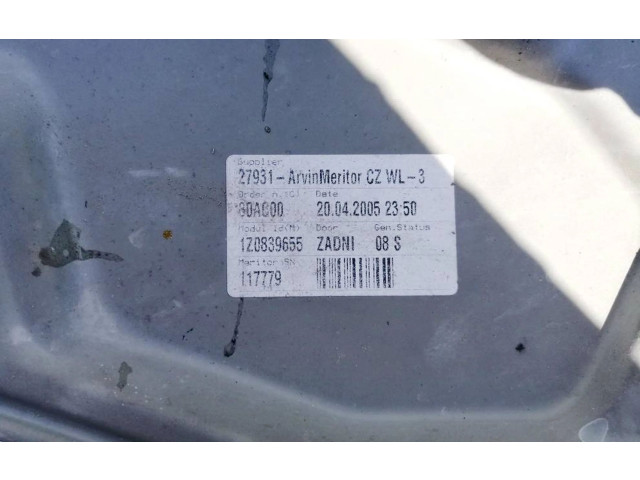 Supplier
27931-ArvinMeritor CZ WL-3
Order n.(C) Date
80AC00 20.04.2005 23:50
Modul id(M) Door Gen.Status
1Z0839655 ZADNI 08 S
Meritor SN
117779